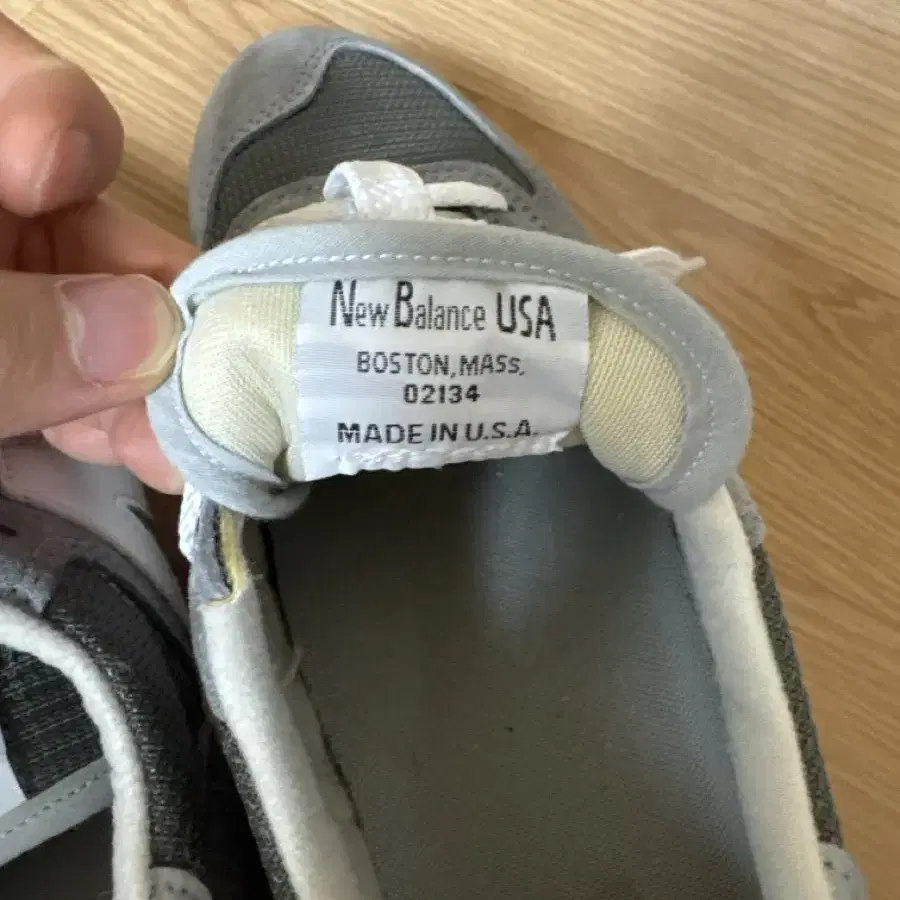 New Balance USA
BOSTON, MASS.
02134
MADE IN U.S.A.